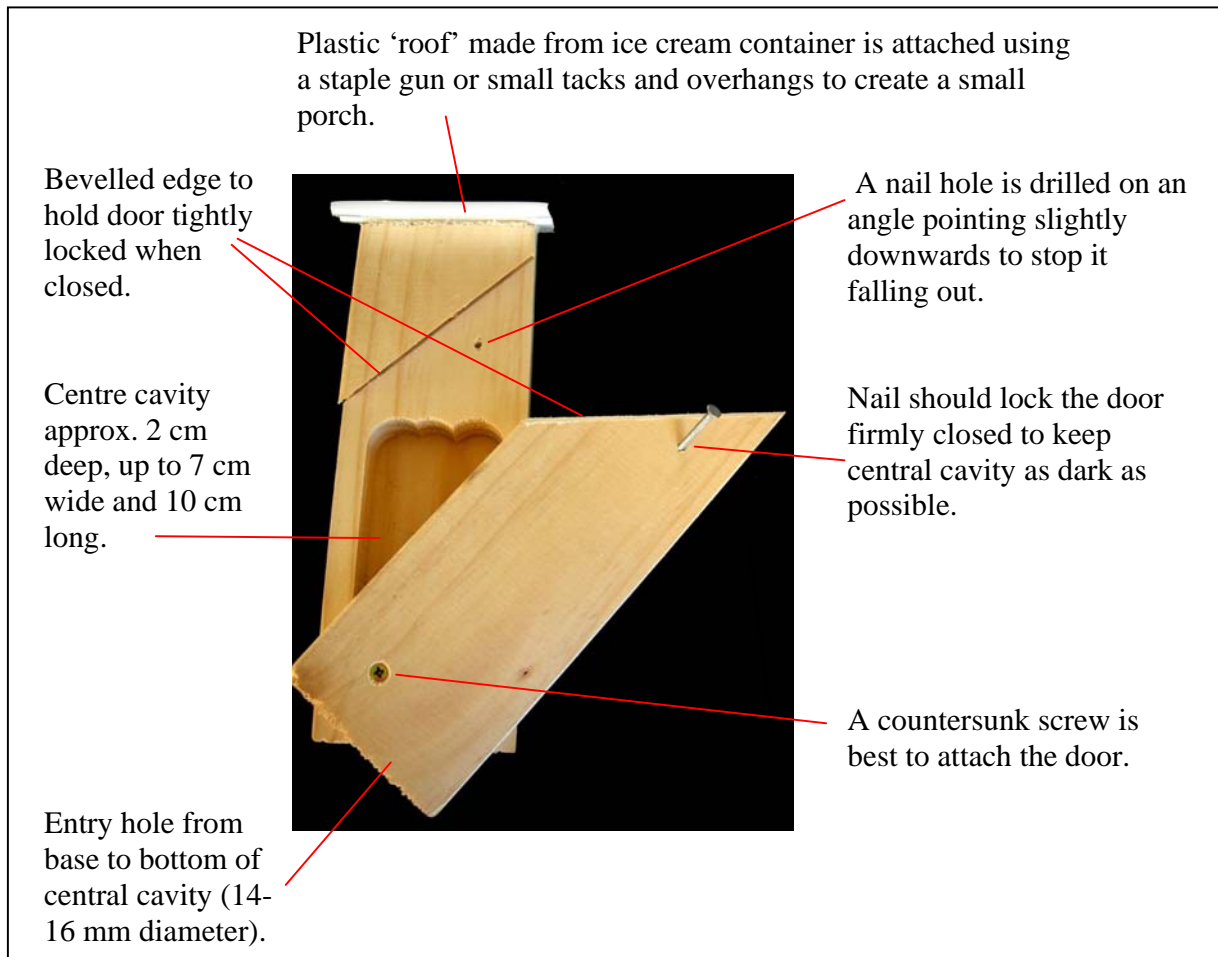 Plastic ‘roof’ made from ice cream container is attached using
a staple gun or small tacks and overhangs to create a small
porch.
Bevelled edge to
hold door tightly
locked when
closed.
A nail hole is drilled on an
angle pointing slightly
downwards to stop it
falling out.
Centre cavity
approx. 2 cm
deep, up to 7 cm
wide and 10 cm
long.
Nail should lock the door
firmly closed to keep
central cavity as dark as
possible.
A countersunk screw is
best to attach the door.
Entry hole from
base to bottom of
central cavity (14-
16 mm diameter).